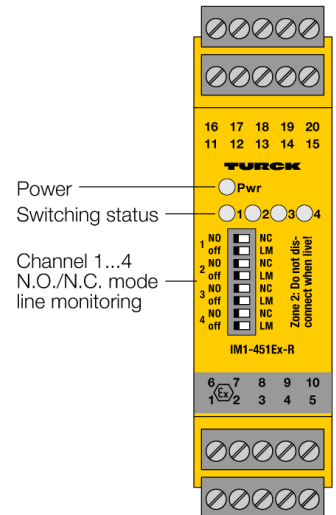 16 17 18 19 20
11 12 13 14 15
TURCK
Power
Pwr
Switching status
1 2 3 4
Channel 1...4
N.O./N.C. mode
line monitoring
1 NO NC
off LM
2 NO NC
off LM
3 NO NC
off LM
4 NO NC
off LM
Zone 2: Do not dis-
connect when live!
IM1-451Ex-R
6 7 8 9 10
Ex
1 2 3 4 5